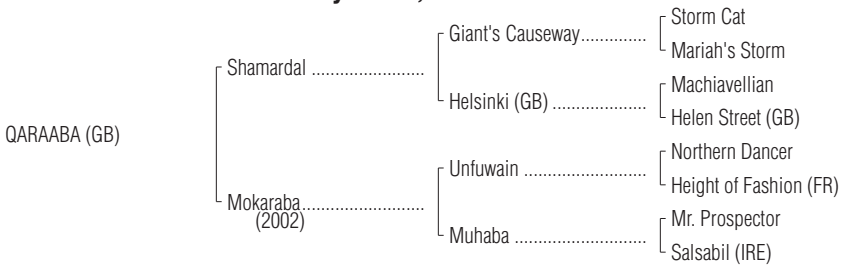 Storm Cat
Giant's Causeway..............
Mariah's Storm
Shamardal ........................
Machiavellian
Helsinki (GB) ....................
Helen Street (GB)
QARAABA (GB)
Northern Dancer
Unfuwain ..........................
Height of Fashion (FR)
Mokaraba..........................
(2002)
Mr. Prospector
Muhaba ............................
Salsabil (IRE)